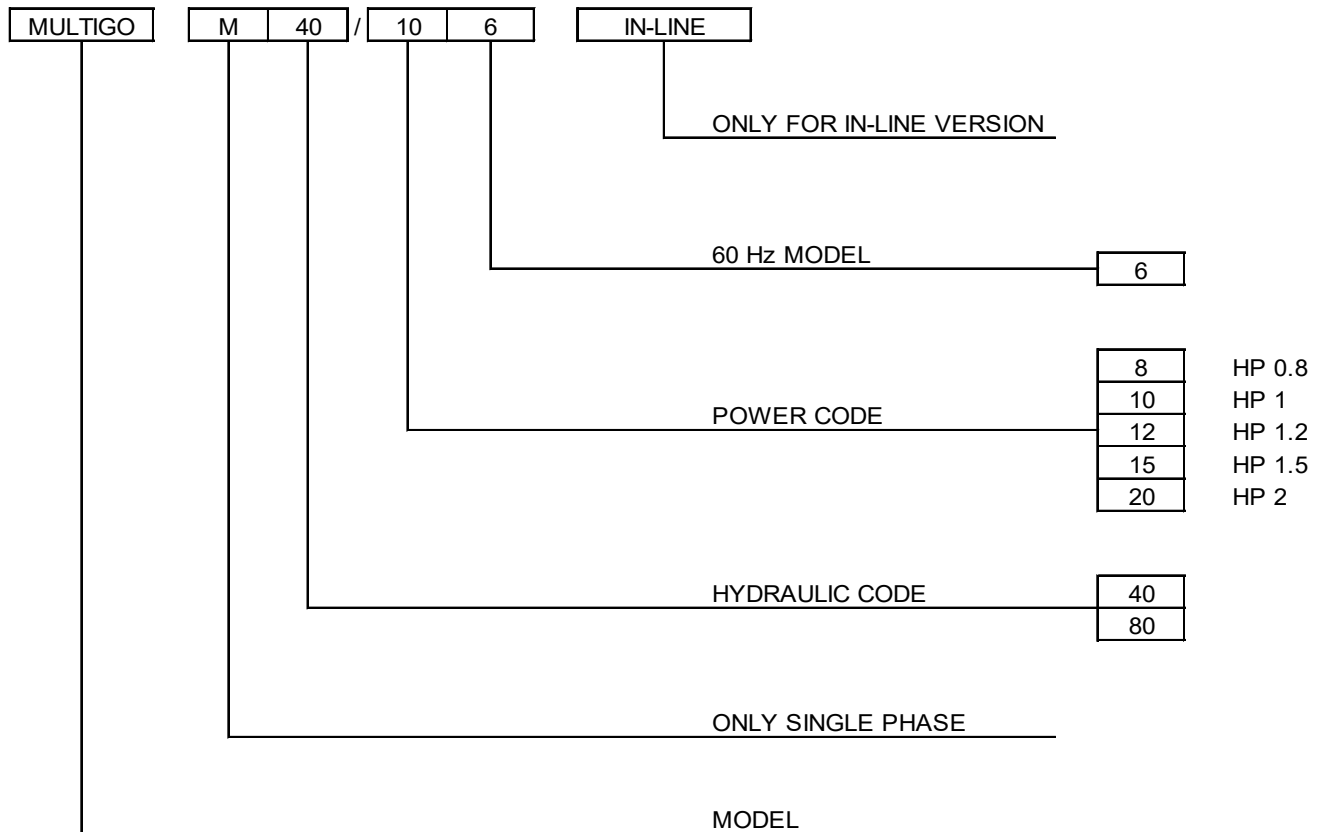 MULTIGO M 40 / 10 6 IN-LINE
ONLY FOR IN-LINE VERSION
60 Hz MODEL
6
8 HP 0.8
10 HP 1
POWER CODE
12 HP 1.2
15 HP 1.5
20 HP 2
HYDRAULIC CODE 40
80
ONLY SINGLE PHASE
MODEL